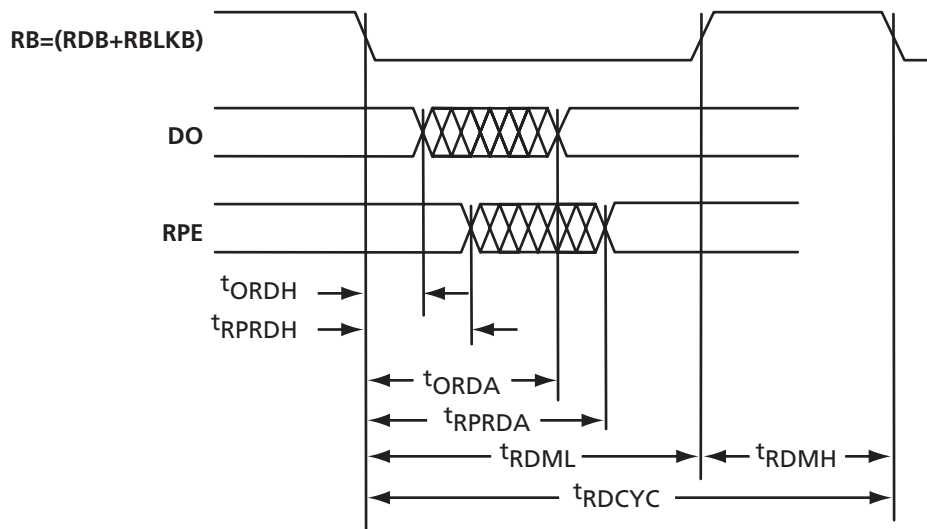 RB=(RDB+RBLKB)
DO
RPE
tORDH
tRPRDH
tORDA
tRPRDA
tRDML
tRDMH
tRDCYC